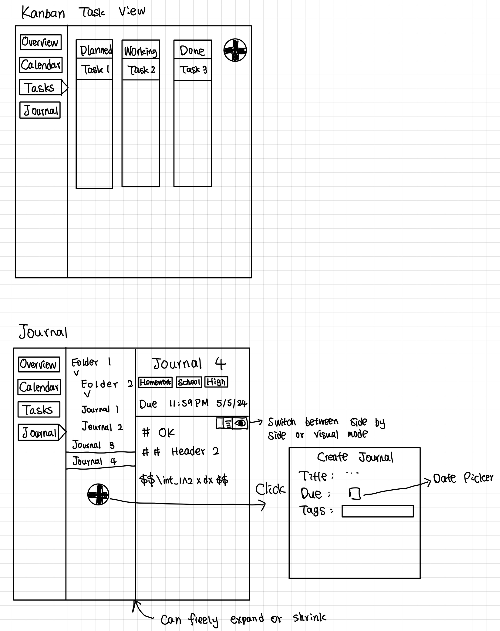 Kanban Task View
Overview
Calendar
Tasks
Journal
Planned
Task 1
Working
Task 2
Done
Task 3
Journal
Overview
Calendar
Tasks
Journal
Folder 1
Folder 2
Journal 1
Journal 2
Journal 3
Journal 4
Journal 4
Homework School High
Due 11:59 PM 5/5/24
# OK
## Header 2
$$\int_1^2 x dx $$
Switch between side by
side or visual mode
Click
Create Journal
Title : ...
Due :
Tags :
Date Picker
Can freely expand or shrink